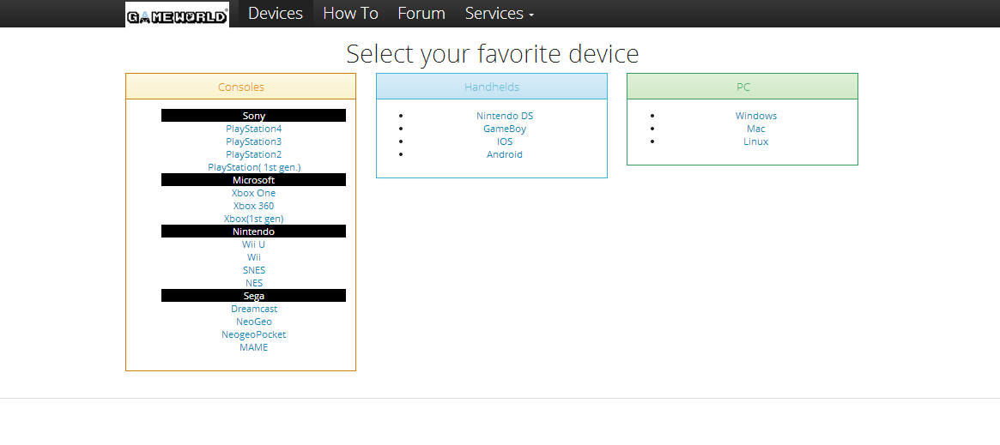 GAMEWORLD® Devices How To Forum Services
Select your favorite device
Consoles
Sony
PlayStation4
PlayStation3
PlayStation2
PlayStation( 1st gen.)
Microsoft
Xbox One
Xbox 360
Xbox(1st gen)
Nintendo
Wii U
Wii
SNES
NES
Sega
Dreamcast
NeoGeo
NeogeoPocket
MAME
Handhelds
Nintendo DS
GameBoy
IOS
Android
PC
Windows
Mac
Linux